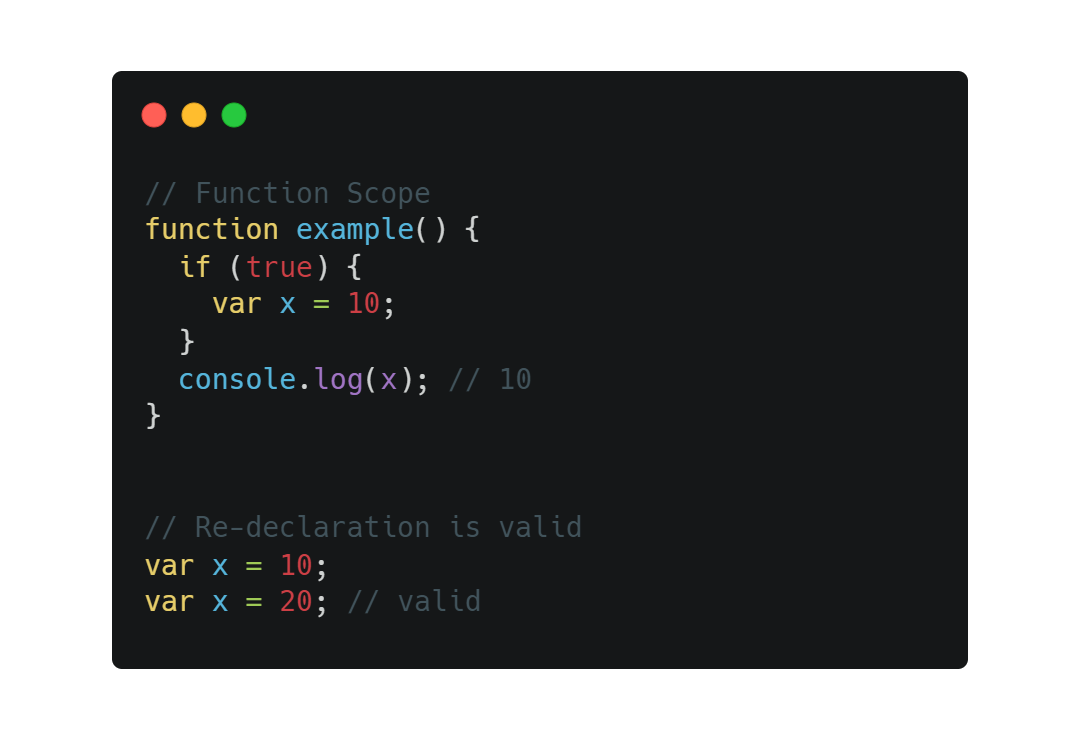 // Function Scope
function example() {
  if (true) {
    var x = 10;
  }
  console.log(x); // 10
}
// Re-declaration is valid
var x = 10;
var x = 20; // valid